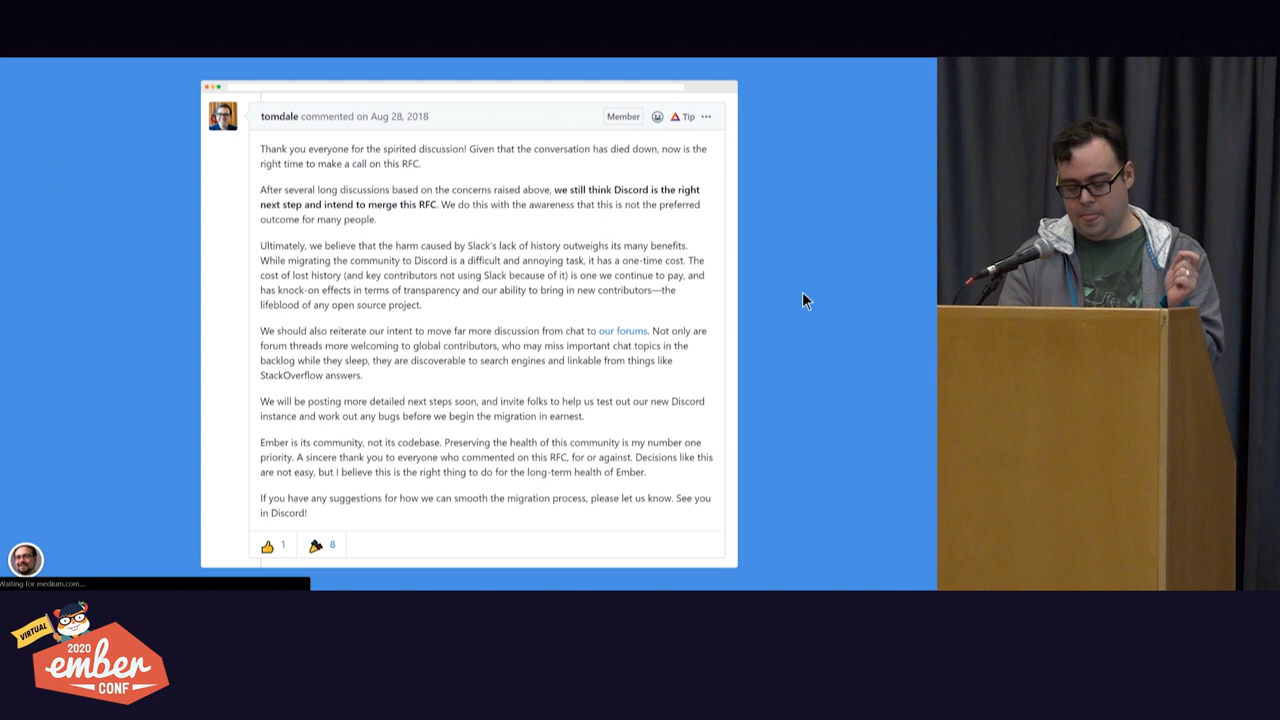 tomdale commented on Aug 28, 2018
Member
Tip
Thank you everyone for the spirited discussion! Given that the conversation has died down, now is the
right time to make a call on this RFC.
After several long discussions based on the concerns raised above, we still think Discord is the right
next step and intend to merge this RFC. We do this with the awareness that this is not the preferred
outcome for many people.
Ultimately, we believe that the harm caused by Slack's lack of history outweighs its many benefits.
While migrating the community to Discord is a difficult and annoying task, it has a one-time cost. The
cost of lost history (and key contributors not using Slack because of it) is one we continue to pay, and
has knock-on effects in terms of transparency and our ability to bring in new contributors—the
lifeblood of any open source project.
We should also reiterate our intent to move far more discussion from chat to our forums. Not only are
forum threads more welcoming to global contributors, who may miss important chat topics in the
backlog while they sleep, they are discoverable to search engines and linkable from things like
StackOverflow answers.
We will be posting more detailed next steps soon, and invite folks to help us test out our new Discord
instance and work out any bugs before we begin the migration in earnest.
Ember is its community, not its codebase. Preserving the health of this community is my number one
priority. A sincere thank you to everyone who commented on this RFC, for or against. Decisions like this
are not easy, but I believe this is the right thing to do for the long-term health of Ember.
If you have any suggestions for how we can smooth the migration process, please let us know. See you
in Discord!
1
8
Waiting for medium.com...
VIRTUAL
2020
ember
CONF